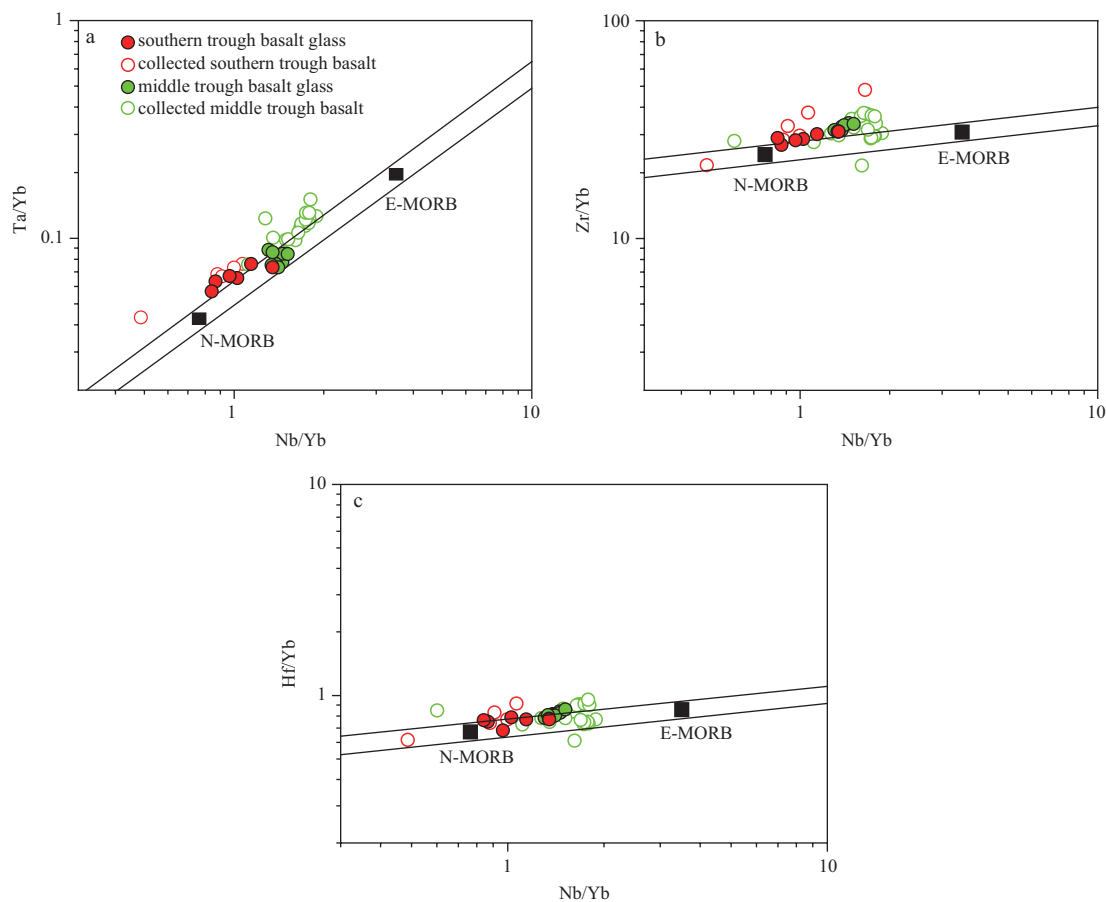 a
southern trough basalt glass
collected southern trough basalt
middle trough basalt glass
collected middle trough basalt
1
0.1
Ta/Yb
E-MORB
N-MORB
1
10
Nb/Yb
b
100
10
Zr/Yb
N-MORB
E-MORB
1
10
Nb/Yb
c
10
1
Hf/Yb
N-MORB
E-MORB
1
10
Nb/Yb